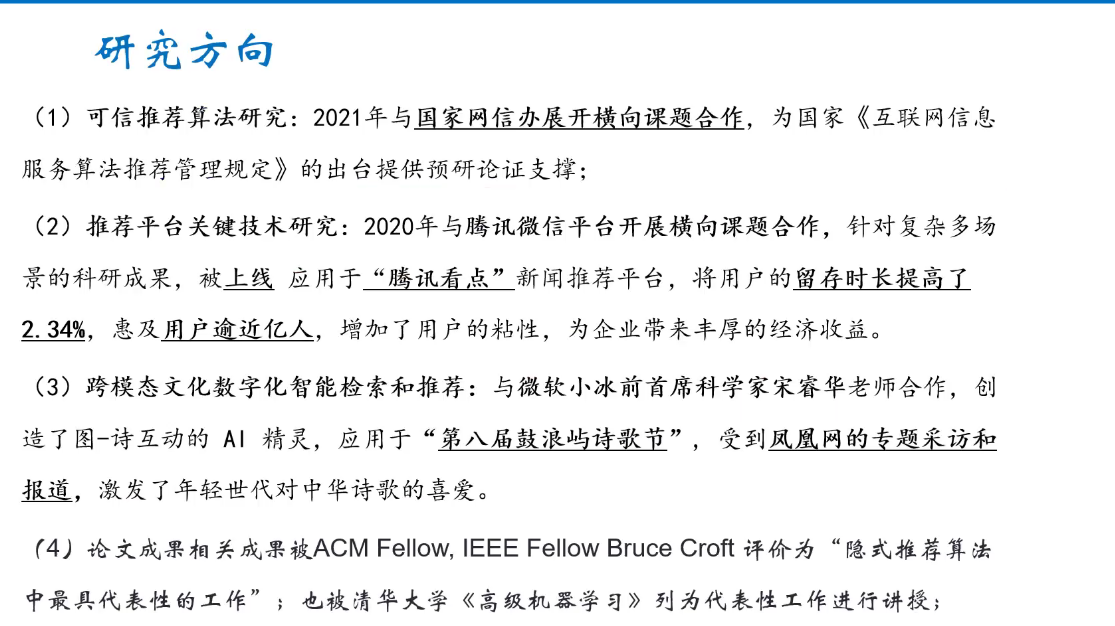 研究方向
（1）可信推荐算法研究：2021年与国家网信办展开横向课题合作，为国家《互联网信息
服务算法推荐管理规定》的出台提供预研论证支撑；
（2）推荐平台关键技术研究：2020年与腾讯微信平台开展横向课题合作，针对复杂多场
景的科研成果，被上线 应用于“腾讯看点”新闻推荐平台，将用户的留存时长提高了
2.34%，惠及用户逾近亿人，增加了用户的粘性，为企业带来丰厚的经济收益。
（3）跨模态文化数字化智能检索和推荐：与微软小冰前首席科学家宋睿华老师合作，创
造了图-诗互动的 AI 精灵，应用于“第八届鼓浪屿诗歌节”，受到凤凰网的专题采访和
报道，激发了年轻世代对中华诗歌的喜爱。
（4）论文成果相关成果被ACM Fellow, IEEE Fellow Bruce Croft 评价为“隐式推荐算法
中最具代表性的工作”；也被清华大学《高级机器学习》列为代表性工作进行讲授；